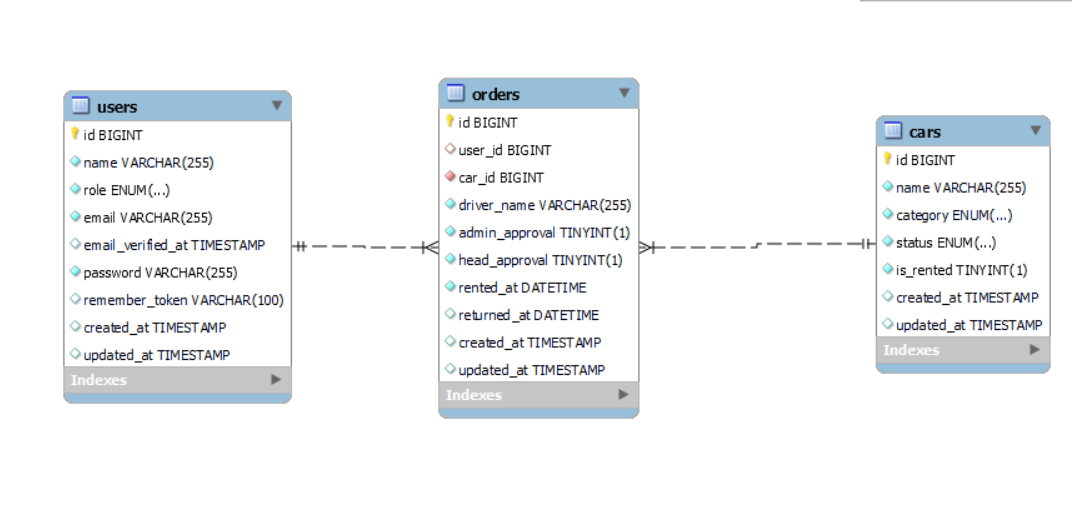 users
id BIGINT
name VARCHAR(255)
role ENUM(...)
email VARCHAR(255)
email_verified_at TIMESTAMP
password VARCHAR(255)
remember_token VARCHAR(100)
created_at TIMESTAMP
updated_at TIMESTAMP
Indexes
orders
id BIGINT
user_id BIGINT
car_id BIGINT
driver_name VARCHAR(255)
admin_approval TINYINT(1)
head_approval TINYINT(1)
rented_at DATETIME
returned_at DATETIME
created_at TIMESTAMP
updated_at TIMESTAMP
Indexes
cars
id BIGINT
name VARCHAR(255)
category ENUM(...)
status ENUM(...)
is_rented TINYINT(1)
created_at TIMESTAMP
updated_at TIMESTAMP
Indexes